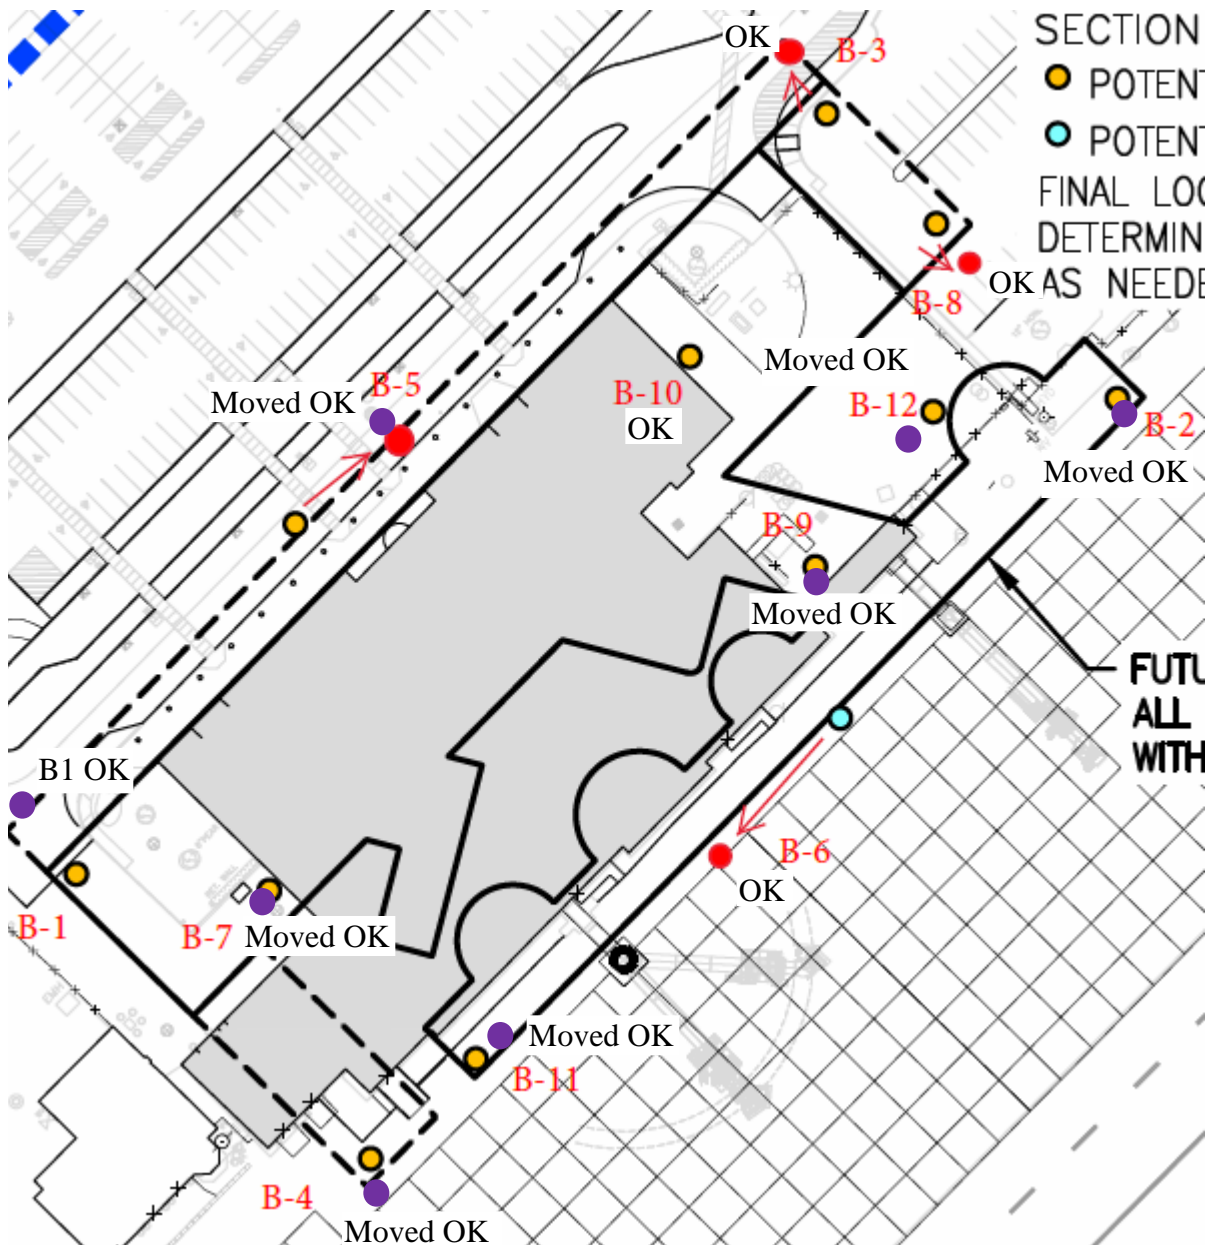 SECTION
OK
B-3
POTENT
POTENT
FINAL LOC
DETERMIN
AS NEEDE
OK
B-8
Moved OK
B-5
Moved OK
B-10
OK
B-12
B-2
Moved OK
B-9
Moved OK
FUTU
ALL
WITH
B1 OK
B-6
OK
B-1
B-7
Moved OK
Moved OK
B-11
B-4
Moved OK